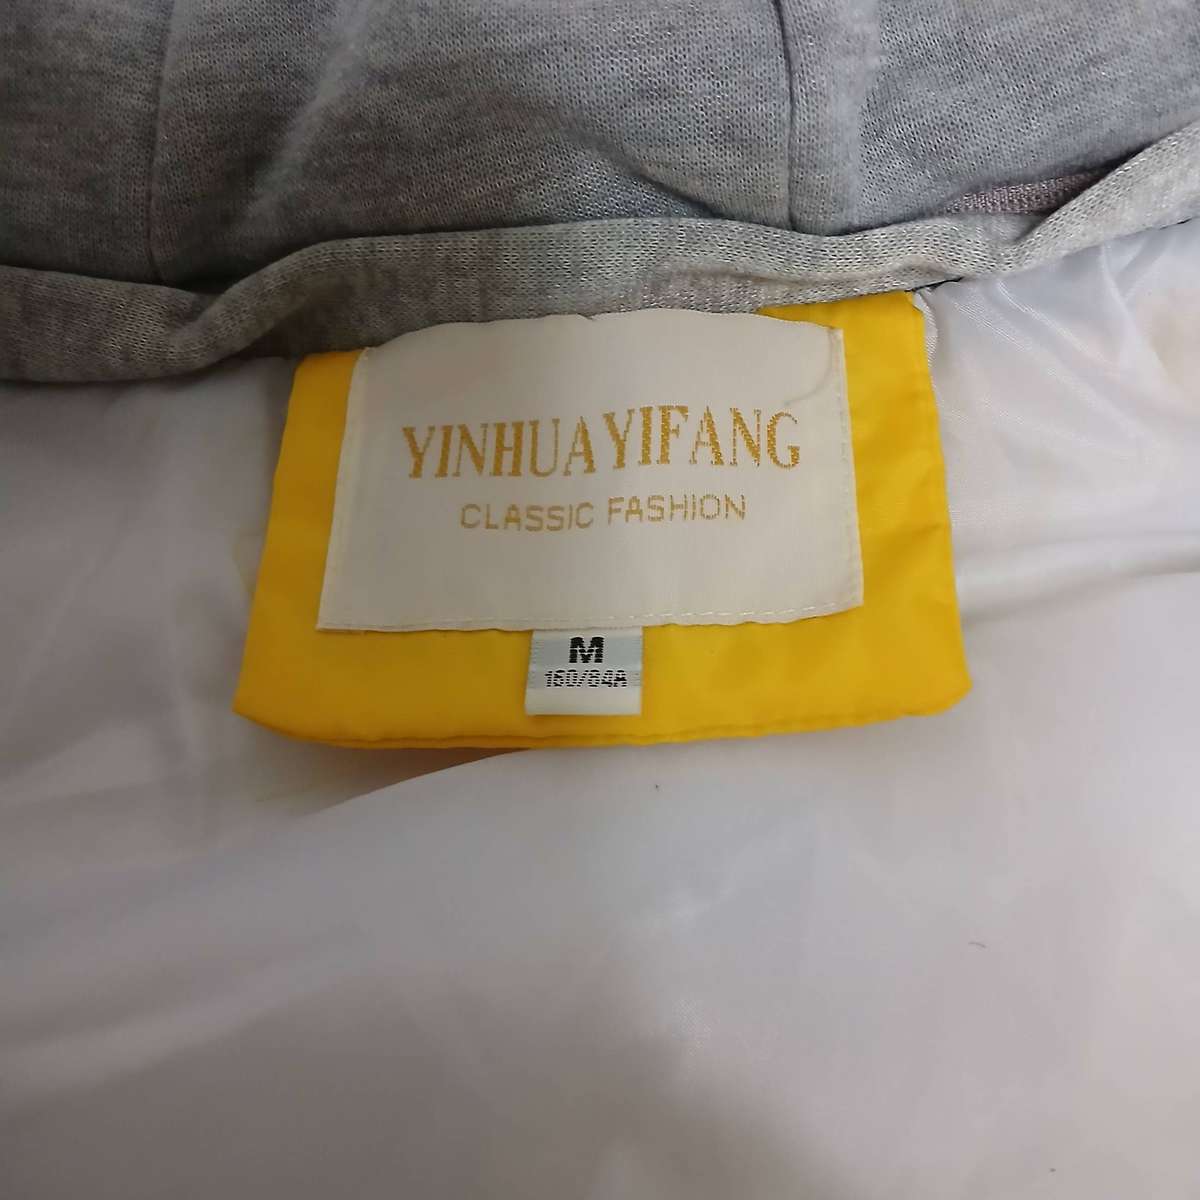 YINHUAYIFANG
CLASSIC FASHION
M
160/84A